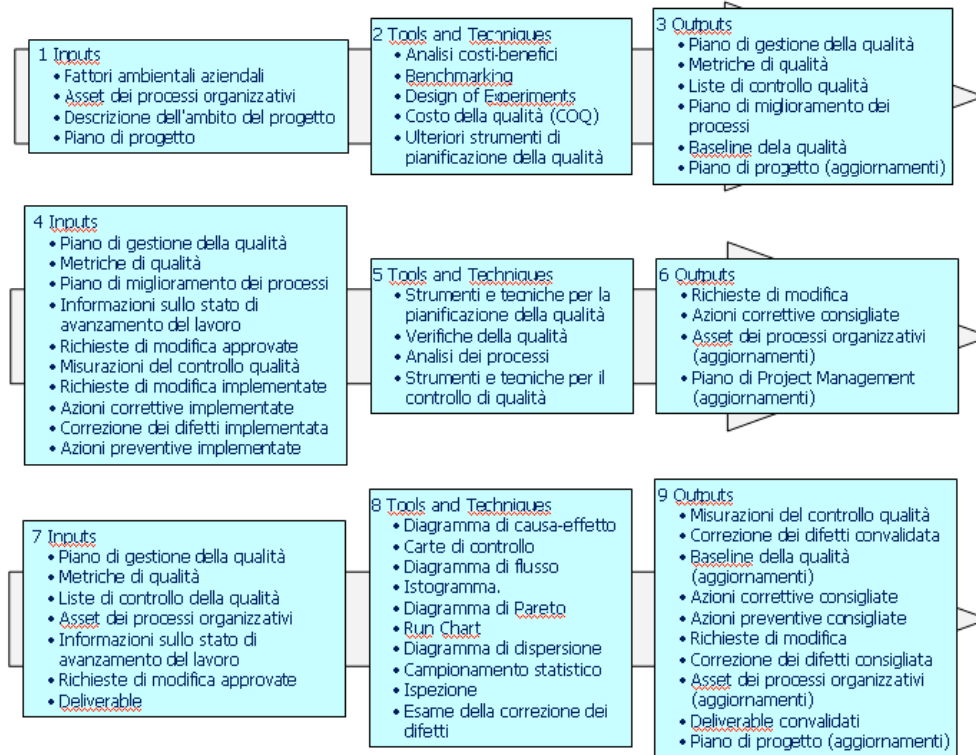 1 Inputs
• Fattori ambientali aziendali
• Asset dei processi organizzativi
• Descrizione dell'ambito del progetto
• Piano di progetto
2 Tools and Techniques
• Analisi costi-benefici
• Benchmarking
• Design of Experiments
• Costo della qualità (COQ)
• Ulteriori strumenti di
pianificazione della qualità
3 Outputs
• Piano di gestione della qualità
• Metriche di qualità
• Liste di controllo qualità
• Piano di miglioramento dei
processi
• Baseline dela qualità
• Piano di progetto (aggiornamenti)
4 Inputs
• Piano di gestione della qualità
• Metriche di qualità
• Piano di miglioramento dei processi
• Informazioni sullo stato di
avanzamento del lavoro
• Richieste di modifica approvate
• Misurazioni del controllo qualità
• Richieste di modifica implementate
• Azioni correttive implementate
• Correzione dei difetti implementata
• Azioni preventive implementate
5 Tools and Techniques
• Strumenti e tecniche per la
pianificazione della qualità
• Verifiche della qualità
• Analisi dei processi
• Strumenti e tecniche per il
controllo di qualità
6 Outputs
• Richieste di modifica
• Azioni correttive consigliate
• Asset dei processi organizzativi
(aggiornamenti)
• Piano di Project Management
(aggiornamenti)
7 Inputs
• Piano di gestione della qualità
• Metriche di qualità
• Liste di controllo della qualità
• Asset dei processi organizzativi
• Informazioni sullo stato di
avanzamento del lavoro
• Richieste di modifica approvate
• Deliverable
8 Tools and Techniques
• Diagramma di causa-effetto
• Carte di controllo
• Diagramma di flusso
• Istogramma.
• Diagramma di Pareto
• Run Chart
• Diagramma di dispersione
• Campionamento statistico
• Ispezione
• Esame della correzione dei
difetti
9 Outputs
• Misurazioni del controllo qualità
• Correzione dei difetti convalidata
• Baseline della qualità
(aggiornamenti)
• Azioni correttive consigliate
• Azioni preventive consigliate
• Richieste di modifica
• Correzione dei difetti consigliata
• Asset dei processi organizzativi
(aggiornamenti)
• Deliverable convalidati
• Piano di progetto (aggiornamenti)